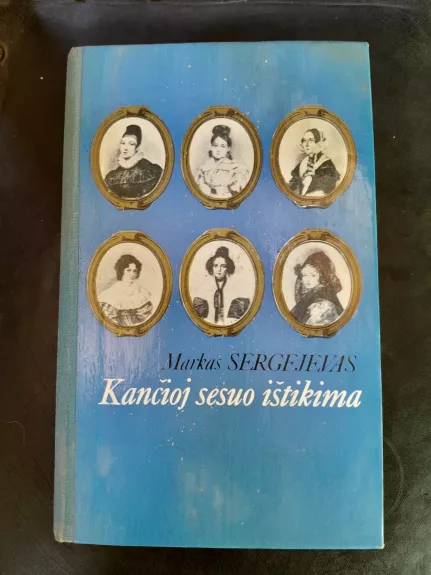 Markas SERGEJEVAS
Kančioj sesuo ištikima